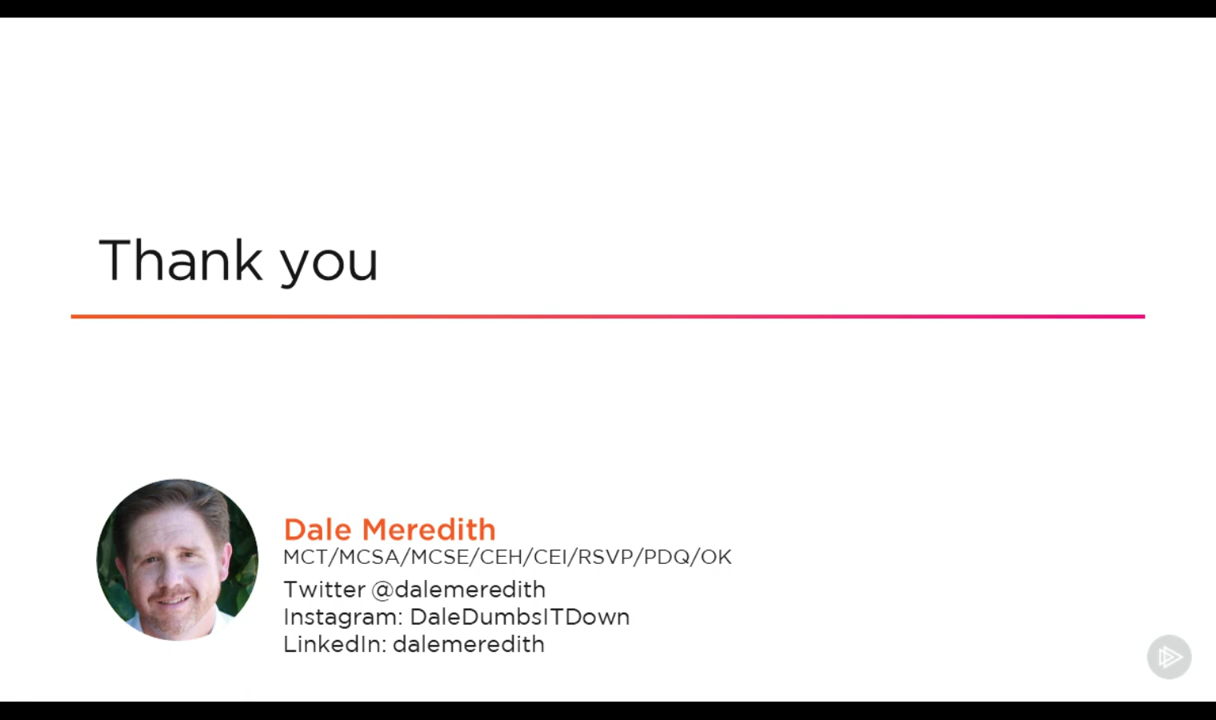 Thank you
Dale Meredith
MCT/MCSA/MCSE/CEH/CEI/RSVP/PDQ/OK
Twitter @dalemeredith
Instagram: DaleDumbsITDown
LinkedIn: dalemeredith